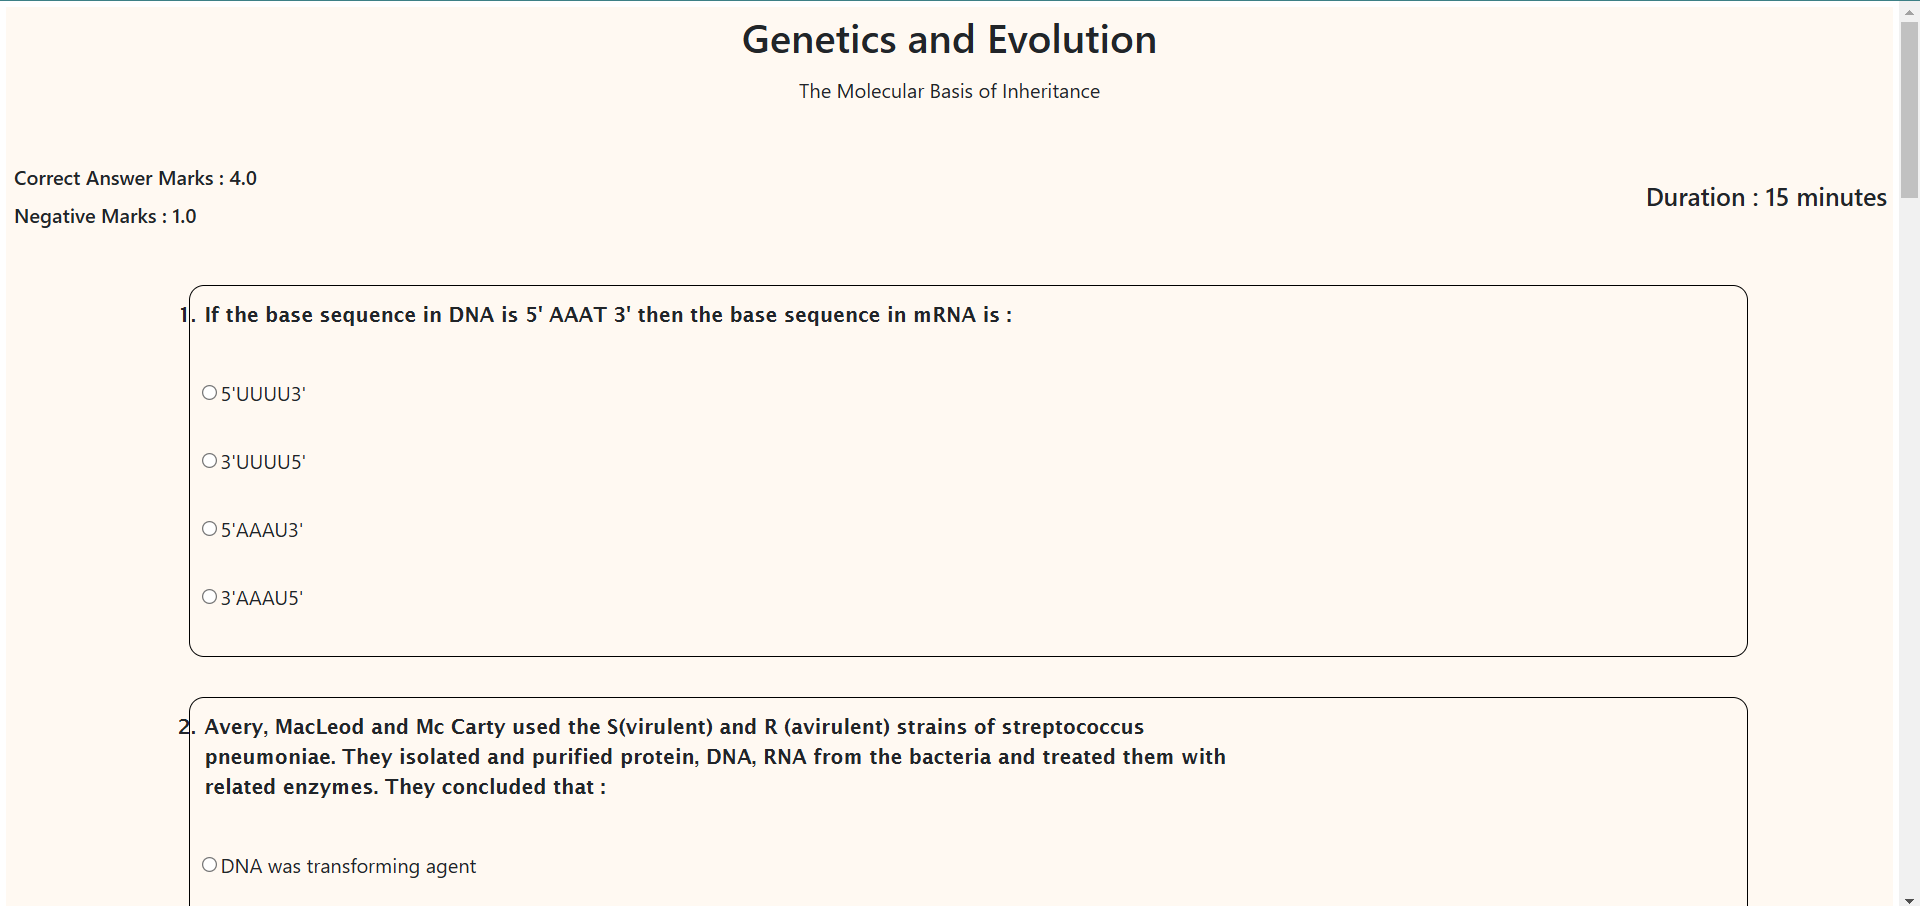 Genetics and Evolution
The Molecular Basis of Inheritance
Correct Answer Marks : 4.0
Negative Marks : 1.0
Duration : 15 minutes
1. If the base sequence in DNA is 5' AAAT 3' then the base sequence in mRNA is :
5'UUUU3'
3'UUUU5'
5'AAAU3'
3'AAAU5'
2. Avery, MacLeod and Mc Carty used the S(virulent) and R (avirulent) strains of streptococcus
pneumoniae. They isolated and purified protein, DNA, RNA from the bacteria and treated them with
related enzymes. They concluded that :
DNA was transforming agent